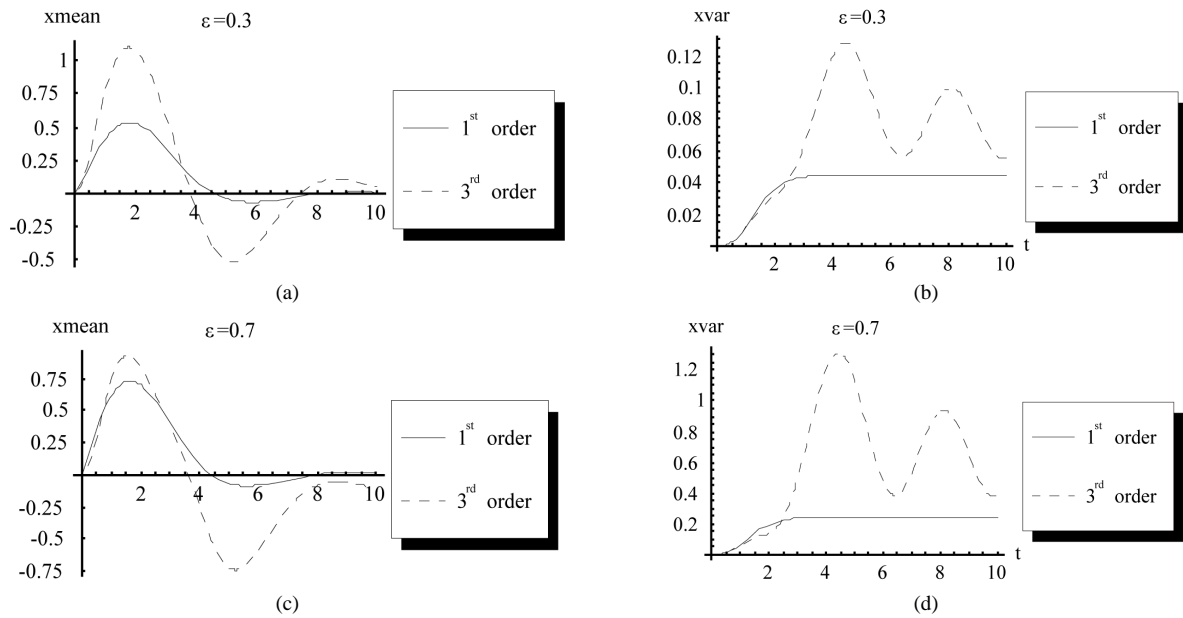 xmean
ε=0.3
1
0.75
0.5
0.25
-0.25
-0.5
2 4 6 8 10
1st order
3rd order
(a)
xvar
ε=0.3
0.12
0.1
0.08
0.06
0.04
0.02
2 4 6 8 10
t
1st order
3rd order
(b)
xmean
ε=0.7
0.75
0.5
0.25
-0.25
-0.5
-0.75
2 4 6 8 10
1st order
3rd order
(c)
xvar
ε=0.7
1.2
1
0.8
0.6
0.4
0.2
2 4 6 8 10
t
1st order
3rd order
(d)